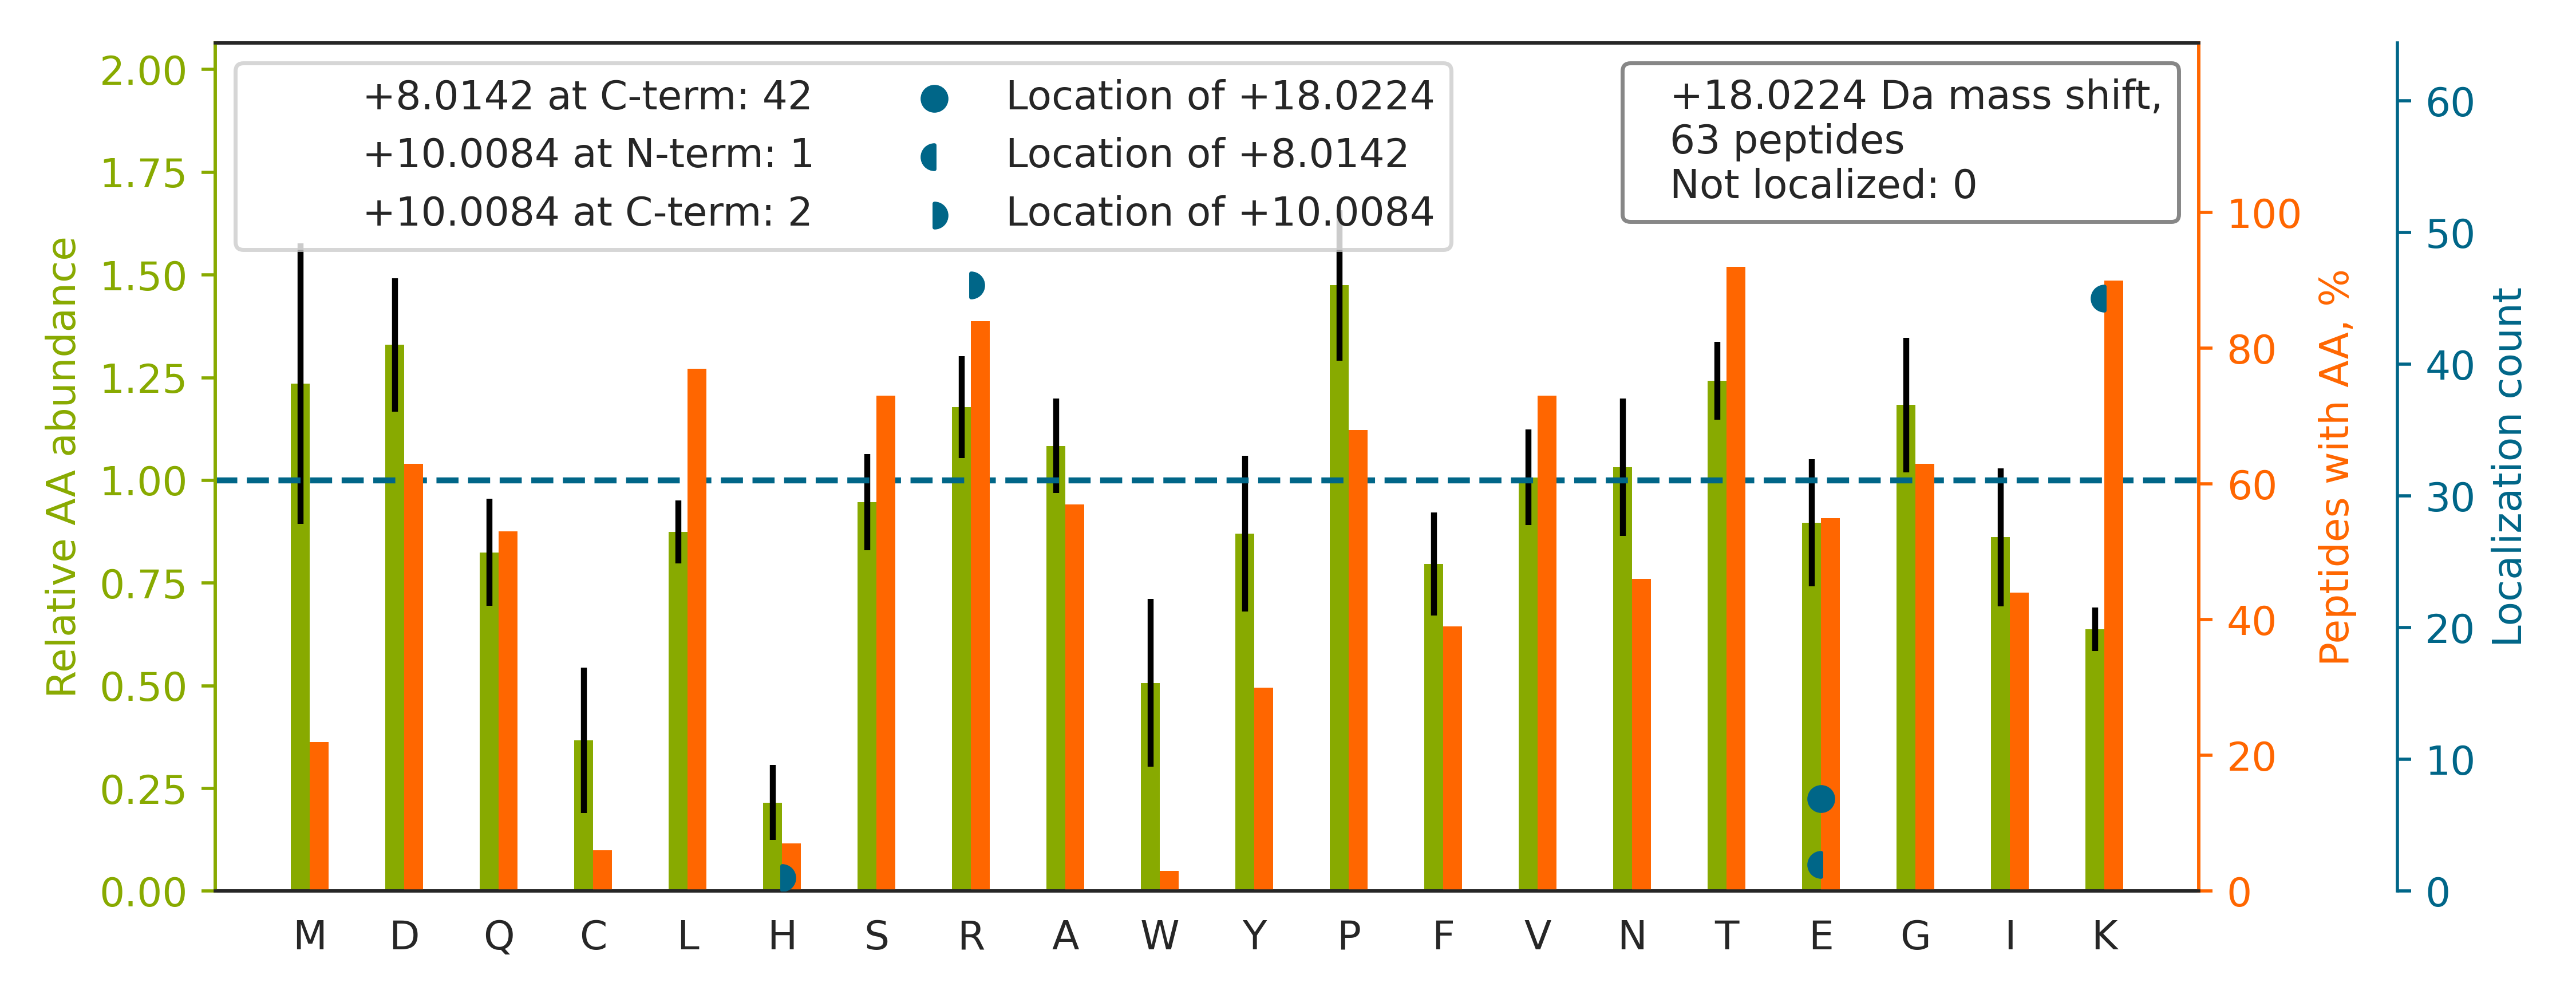 +8.0142 at C-term: 42
+10.0084 at N-term: 1
+10.0084 at C-term: 2
Location of +18.0224
Location of +8.0142
Location of +10.0084
+18.0224 Da mass shift,
63 peptides
Not localized: 0
Relative AA abundance
2.00
1.75
1.50
1.25
1.00
0.75
0.50
0.25
0.00
M D Q C L H S R A W Y P F V N T E G I K
100
80
60
40
20
0
Peptides with AA, %
60
50
40
30
20
10
0
Localization count